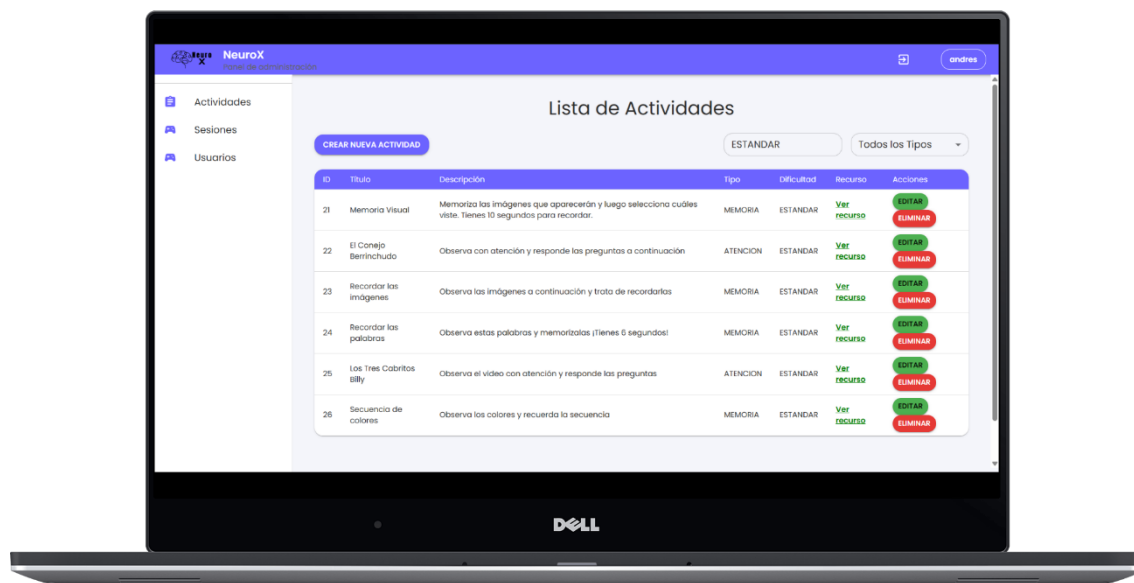 Neuro
X
NeuroX
Panel de administración
andres
Actividades
Sesiones
Usuarios
Lista de Actividades
CREAR NUEVA ACTIVIDAD
ESTANDAR
Todos los Tipos
ID Título Descripción Tipo Dificultad Recurso Acciones
21 Memoria Visual Memoriza las imágenes que aparecerán y luego selecciona cuáles
viste. Tienes 10 segundos para recordar. MEMORIA ESTANDAR Ver
recurso EDITAR
ELIMINAR
22 El Conejo
Berrinchudo Observa con atención y responde las preguntas a continuación ATENCION ESTANDAR Ver
recurso EDITAR
ELIMINAR
23 Recordar las
imágenes Observa las imágenes a continuación y trata de recordarlas MEMORIA ESTANDAR Ver
recurso EDITAR
ELIMINAR
24 Recordar las
palabras Observa estas palabras y memorízalas ¡Tienes 6 segundos! MEMORIA ESTANDAR Ver
recurso EDITAR
ELIMINAR
25 Los Tres Cabritos
Billy Observa el video con atención y responde las preguntas ATENCION ESTANDAR Ver
recurso EDITAR
ELIMINAR
26 Secuencia de
colores Observa los colores y recuerda la secuencia MEMORIA ESTANDAR Ver
recurso EDITAR
ELIMINAR
DELL